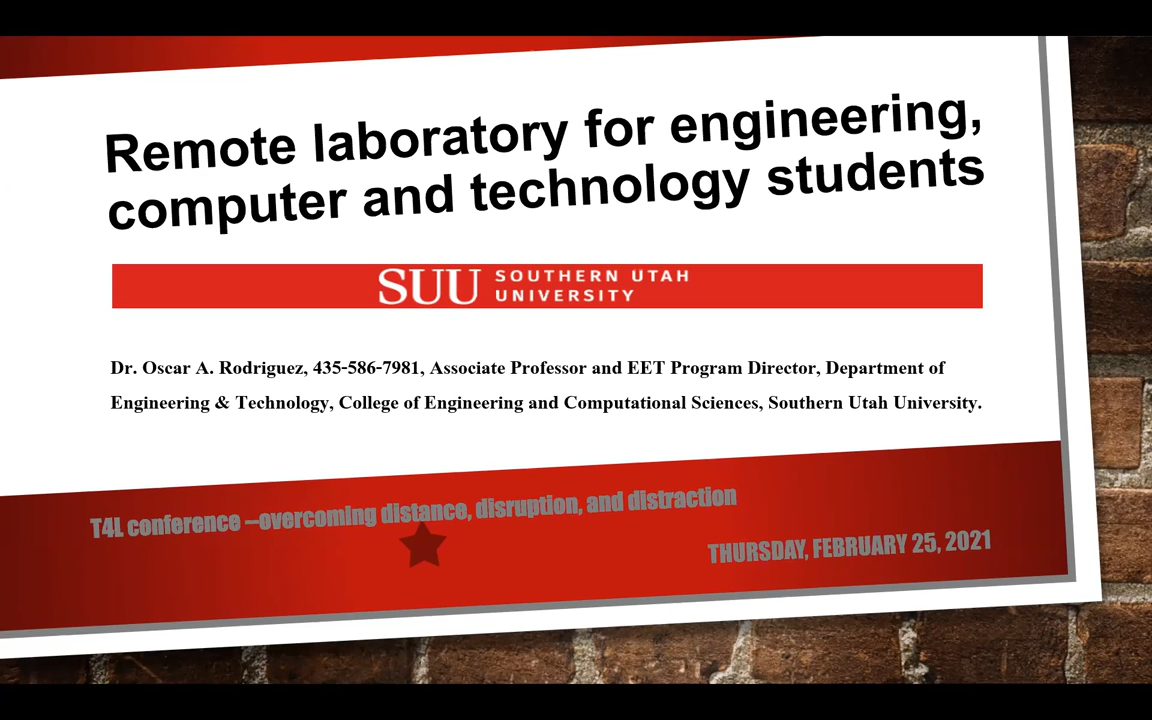 Remote laboratory for engineering,
computer and technology students
SUU SOUTHERN UTAH
UNIVERSITY
Dr. Oscar A. Rodriguez, 435-586-7981, Associate Professor and EET Program Director, Department of
Engineering & Technology, College of Engineering and Computational Sciences, Southern Utah University.
T4L conference –overcoming distance, disruption, and distraction
THURSDAY, FEBRUARY 25, 2021